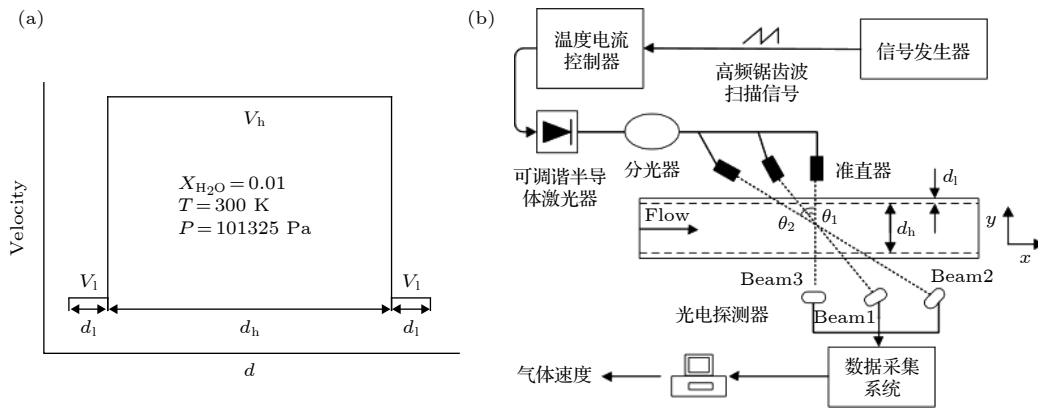 (a)
Velocity
V_h
X_{H_2O} = 0.01
T = 300 K
P = 101325 Pa
V_l
V_l
d_l
d_h
d_l
d
(b)
温度电流
控制器
信号发生器
高频锯齿波
扫描信号
可调谐半导
体激光器
分光器
准直器
d_l
Flow
θ_2
θ_1
d_h
y
x
Beam3
Beam2
Beam1
光电探测器
气体速度
数据采集
系统